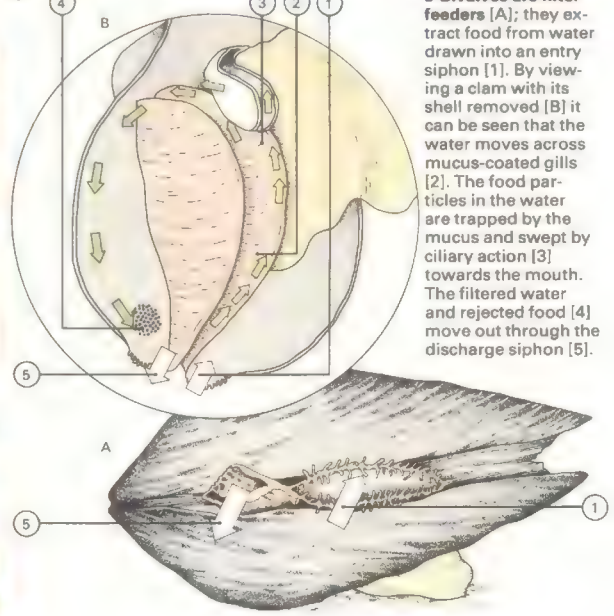 4
3
2
1
B
feeders [A]; they ex-
tract food from water
drawn into an entry
siphon [1]. By view-
ing a clam with its
shell removed [B] it
can be seen that the
water moves across
mucus-coated gills
[2]. The food par-
ticles in the water
are trapped by the
mucus and swept by
ciliary action [3]
towards the mouth.
The filtered water
and rejected food [4]
move out through the
discharge siphon [5].
5
A
5
1